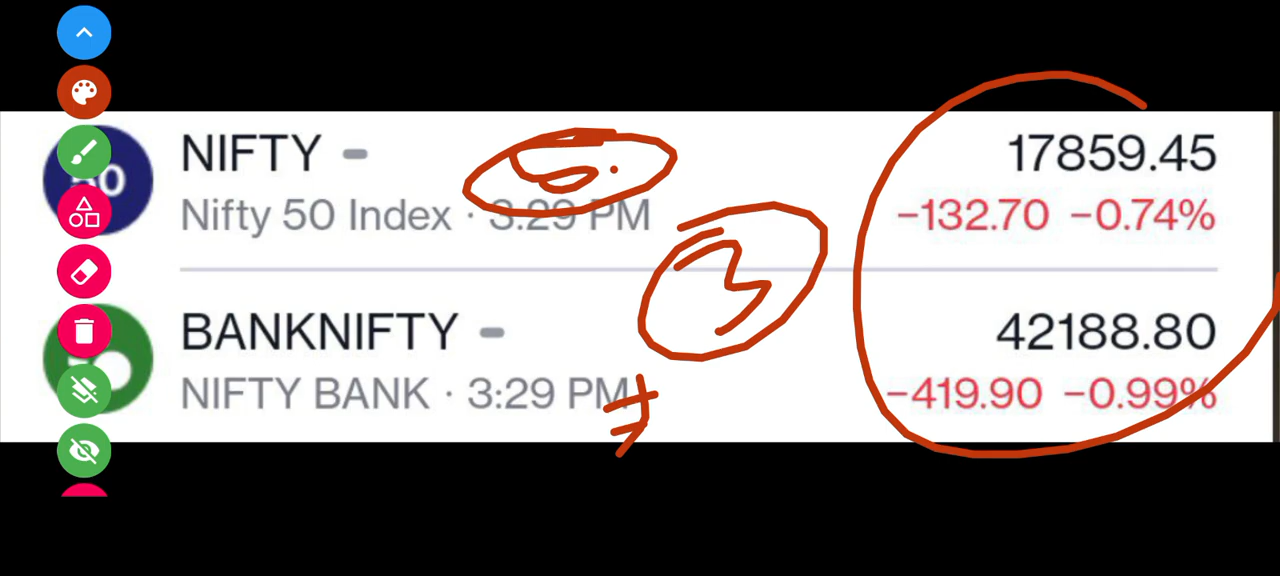 NIFTY
17859.45
Nifty 50 Index · 3:29 PM
−132.70 −0.74%
BANKNIFTY
42188.80
NIFTY BANK · 3:29 PM
−419.90 −0.99%